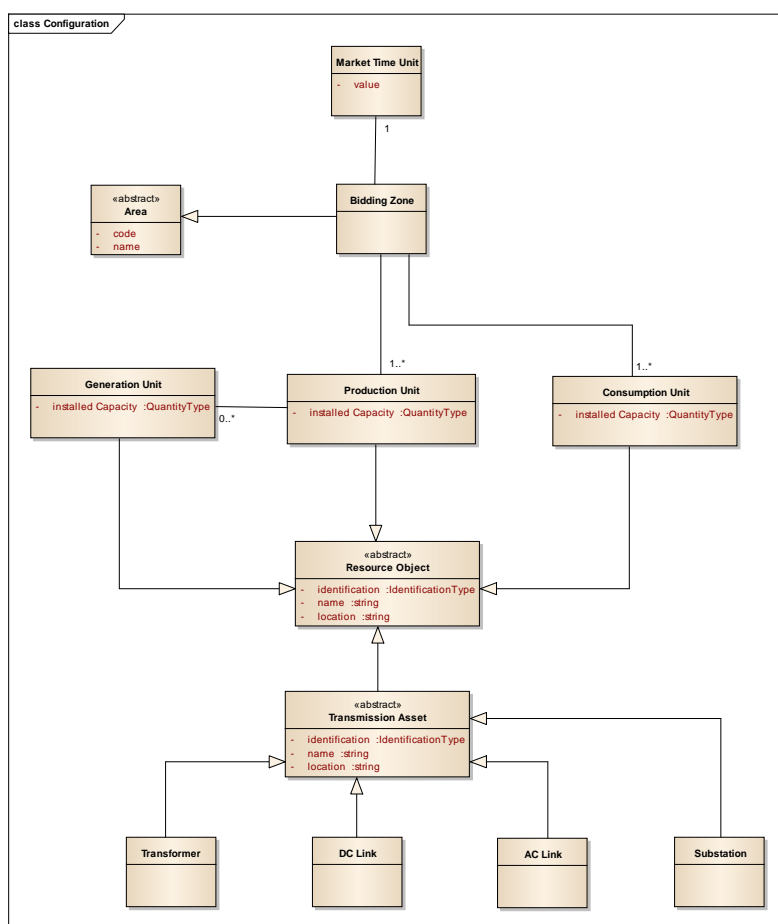 class Configuration
Market Time Unit
- value
1
«abstract»
Area
- code
- name
Bidding Zone
1..*
1..*
Generation Unit
- installed Capacity :QuantityType
0..*
Production Unit
- installed Capacity :QuantityType
Consumption Unit
- installed Capacity :QuantityType
«abstract»
Resource Object
- identification :IdentificationType
- name :string
- location :string
«abstract»
Transmission Asset
- identification :IdentificationType
- name :string
- location :string
Transformer
DC Link
AC Link
Substation